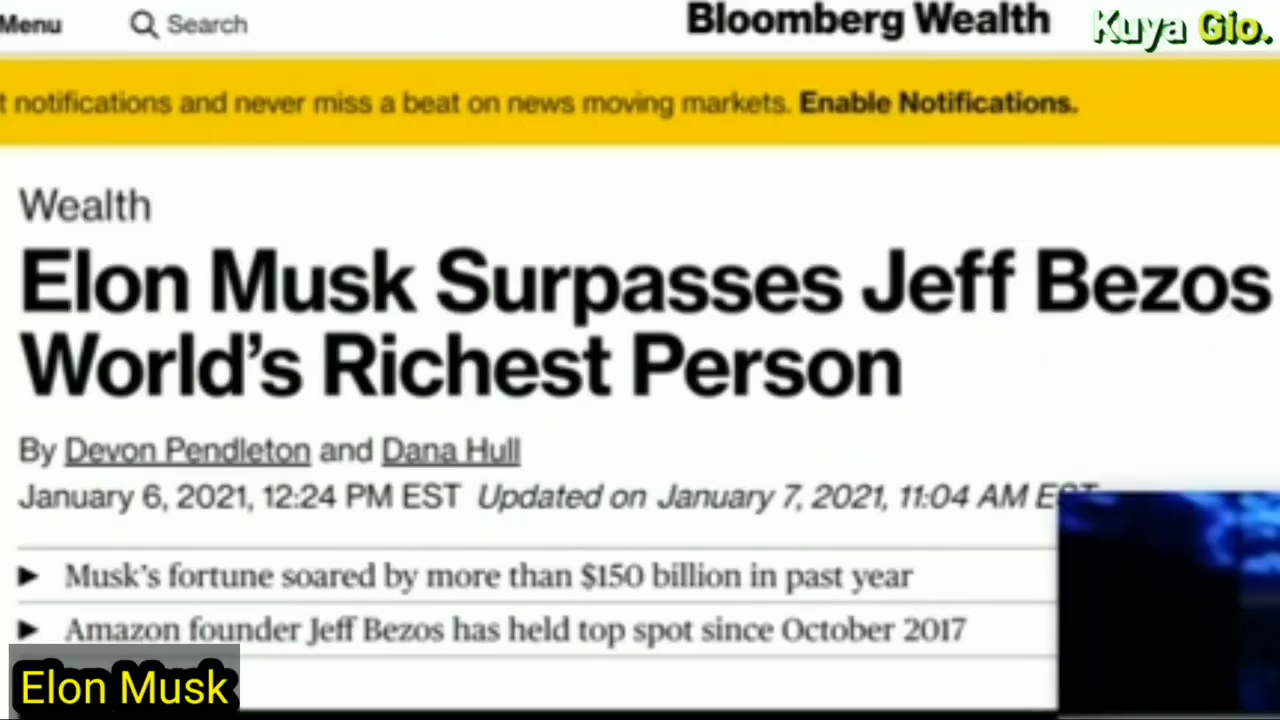 Menu
Search
Bloomberg Wealth
Kuya Gio.
t notifications and never miss a beat on news moving markets. Enable Notifications.
Wealth
Elon Musk Surpasses Jeff Bezos
World's Richest Person
By Devon Pendleton and Dana Hull
January 6, 2021, 12:24 PM EST Updated on January 7, 2021, 11:04 AM EST
► Musk's fortune soared by more than $150 billion in past year
► Amazon founder Jeff Bezos has held top spot since October 2017
Elon Musk